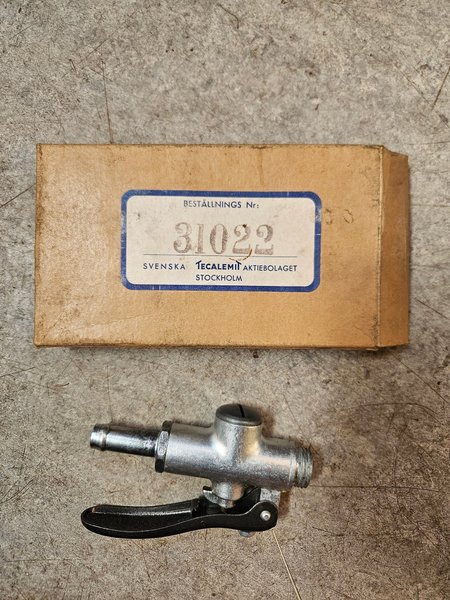 BESTÄLLNINGS Nr:
31022
SVENSKA TECALEMIT AKTIEBOLAGET
STOCKHOLM